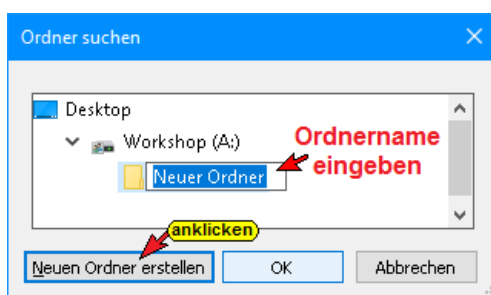 Ordner suchen
Desktop
Workshop (A:)
Ordnername
eingeben
Neuer Ordner
anklicken
Neuen Ordner erstellen
OK
Abbrechen